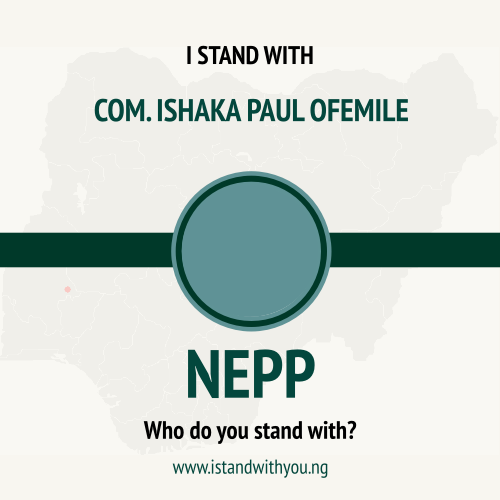 I STAND WITH
COM. ISHAKA PAUL OFEMILE
NEPP
Who do you stand with?
www.istandwithyou.ng